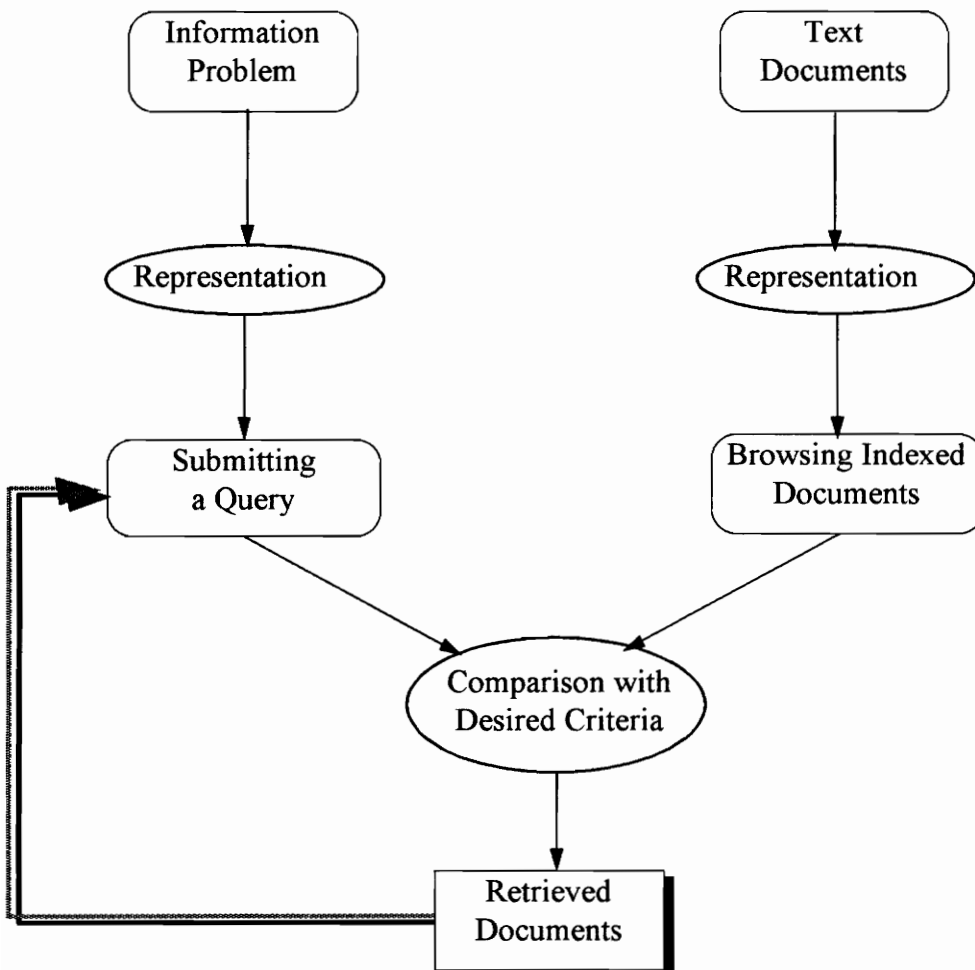 Information
Problem
Text
Documents
Representation
Representation
Submitting
a Query
Browsing Indexed
Documents
Comparison with
Desired Criteria
Retrieved
Documents